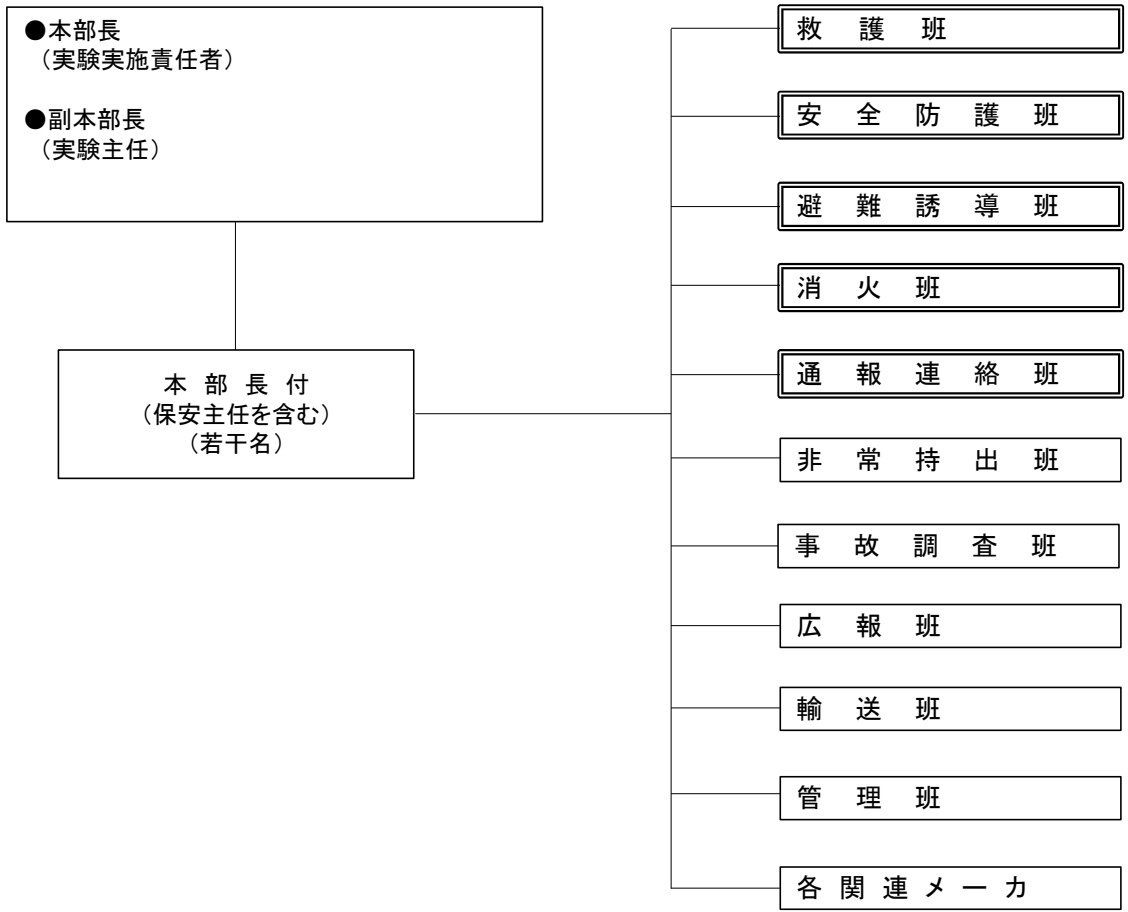 ●本部長
(実験実施責任者)
●副本部長
(実験主任)
本部長付
(保安主任を含む)
(若干名)
救護班
安全防護班
避難誘導班
消火班
通報連絡班
非常持出班
事故調査班
広報班
輸送班
管理班
各関連メーカ